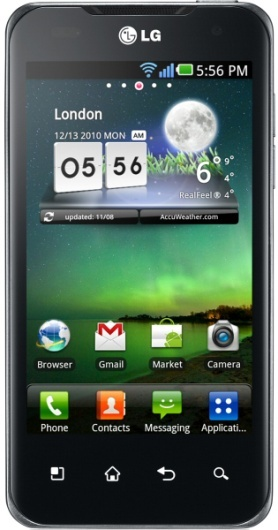 LG
5:56 PM
London
12/13 2010 MON AM
05 56
6° 9°
4°
RealFeel® 4°
updated: 11/08 AccuWeather.com
Browser Gmail Market Camera
Phone Contacts Messaging Applicati...